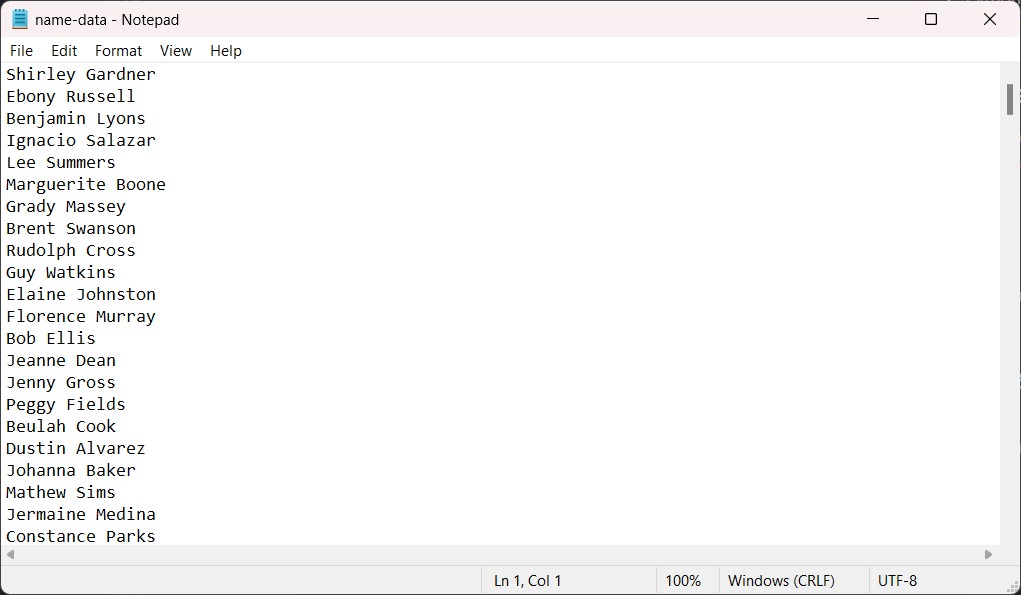 name-data - Notepad
File Edit Format View Help
Shirley Gardner
Ebony Russell
Benjamin Lyons
Ignacio Salazar
Lee Summers
Marguerite Boone
Grady Massey
Brent Swanson
Rudolph Cross
Guy Watkins
Elaine Johnston
Florence Murray
Bob Ellis
Jeanne Dean
Jenny Gross
Peggy Fields
Beulah Cook
Dustin Alvarez
Johanna Baker
Mathew Sims
Jermaine Medina
Constance Parks
Ln 1, Col 1 100% Windows (CRLF) UTF-8